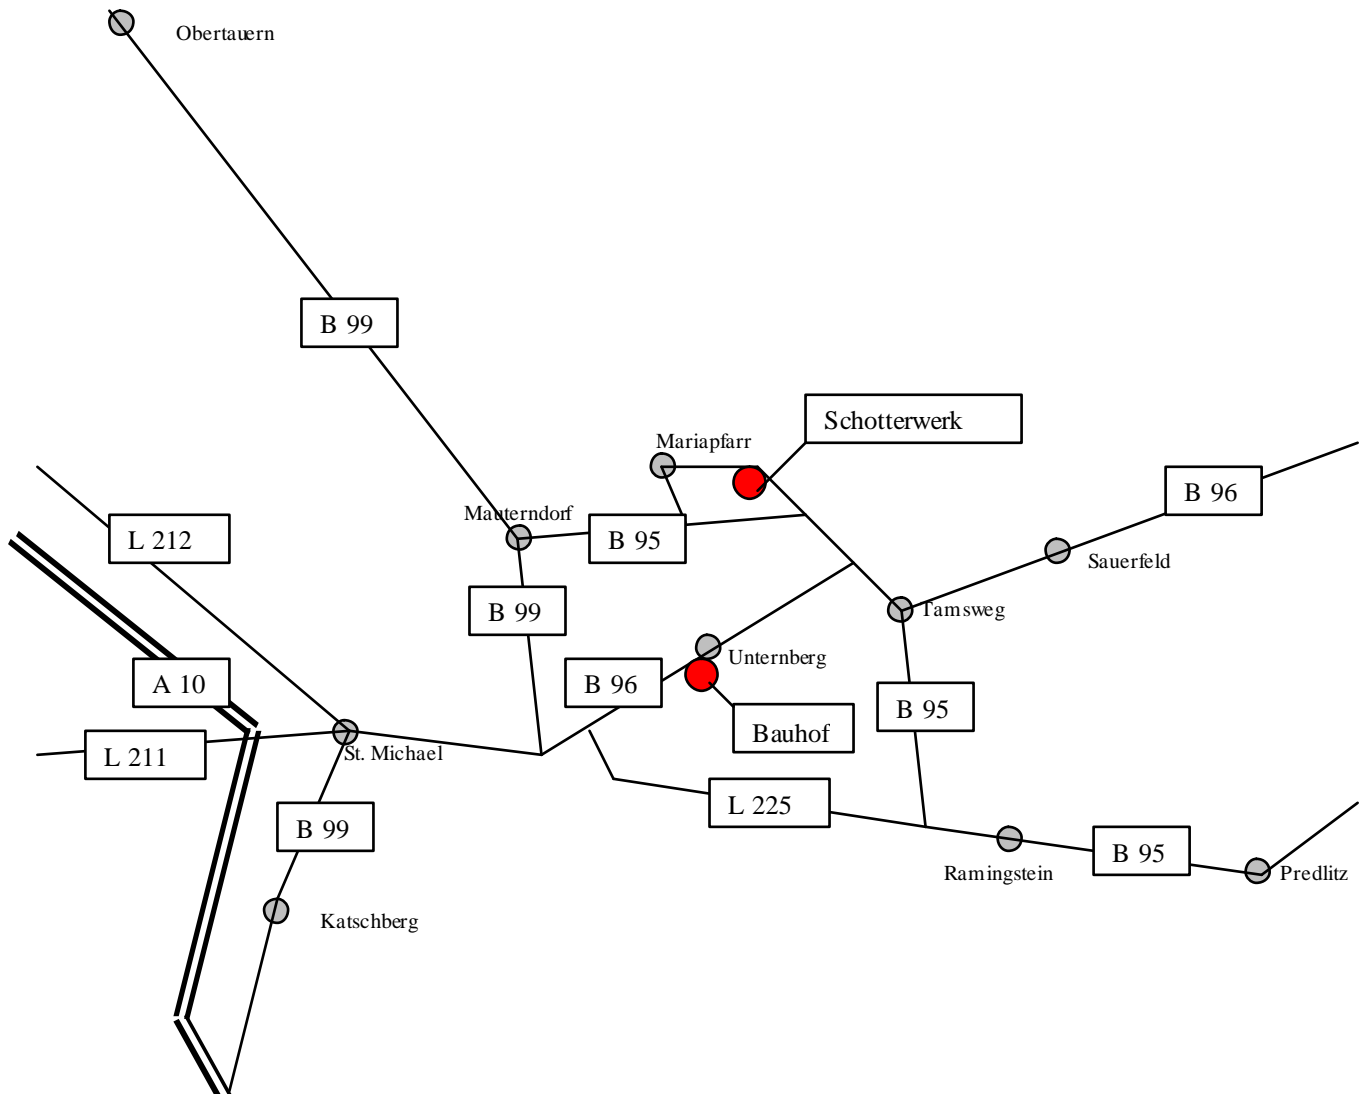 Obertauern
B 99
Schotterwerk
Mariapfarr
B 96
Mauterndorf
L 212
B 95
Sauerfeld
B 99
Tamsweg
Unternberg
A 10
B 96
B 95
Bauhof
St. Michael
L 211
L 225
B 99
B 95
Ramingstein
Predlitz
Katschberg